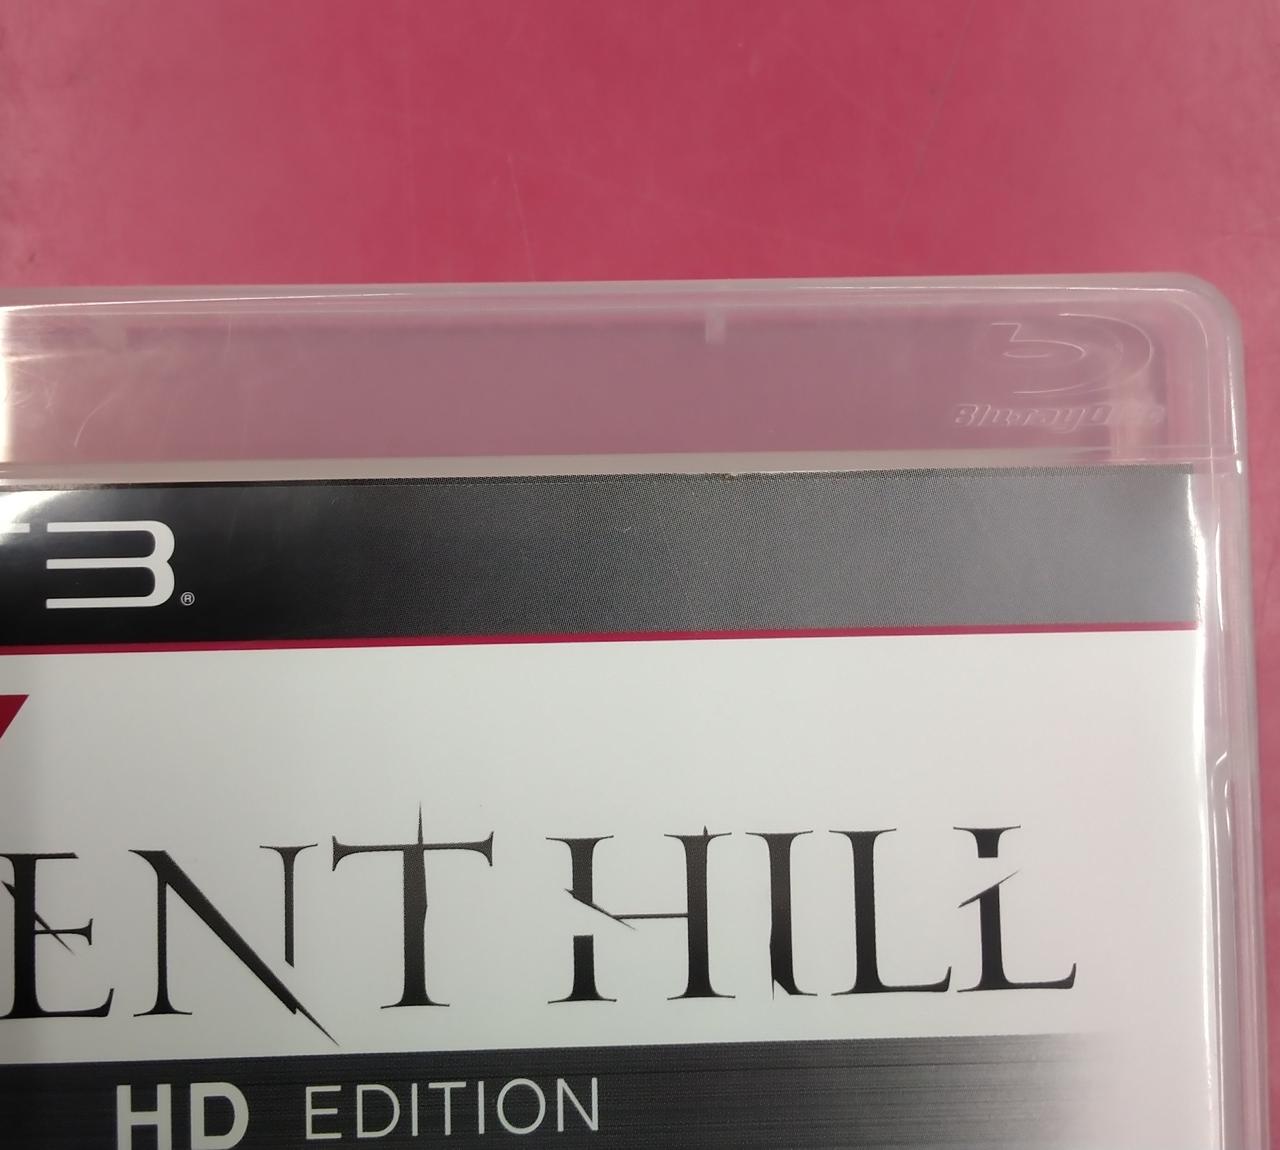 Blu-ray Disc
3®
ENT HILL
HD EDITION